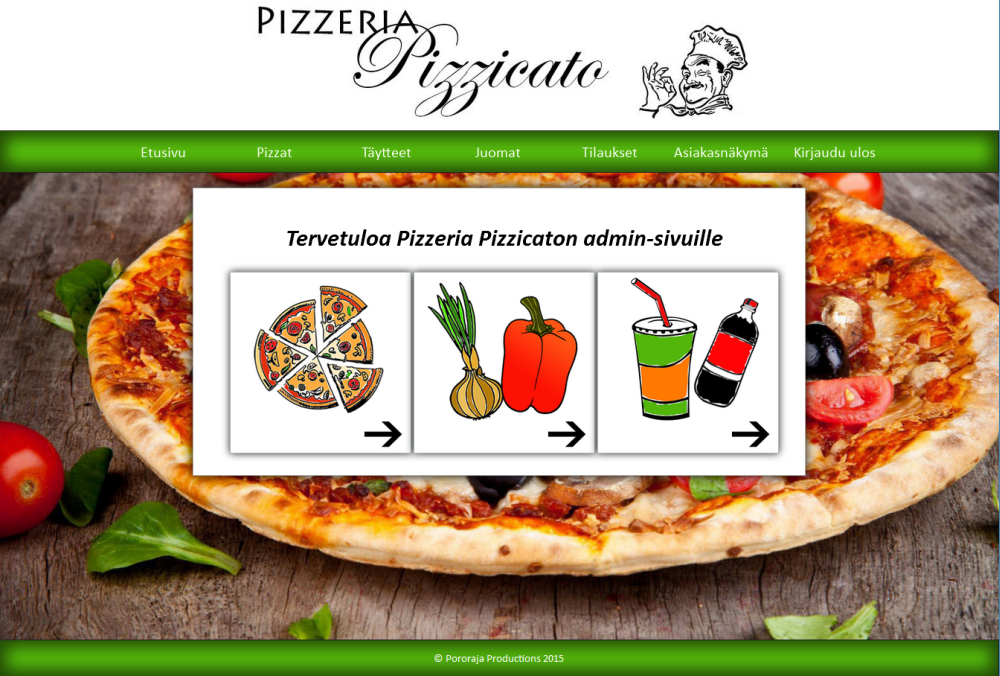 PIZZERIA
Pizzicato
Etusivu Pizzat Täytteet Juomat Tilaukset Asiakasnäkymä Kirjaudu ulos
Tervetuloa Pizzeria Pizzicaton admin-sivuille
© Pororaja Productions 2015